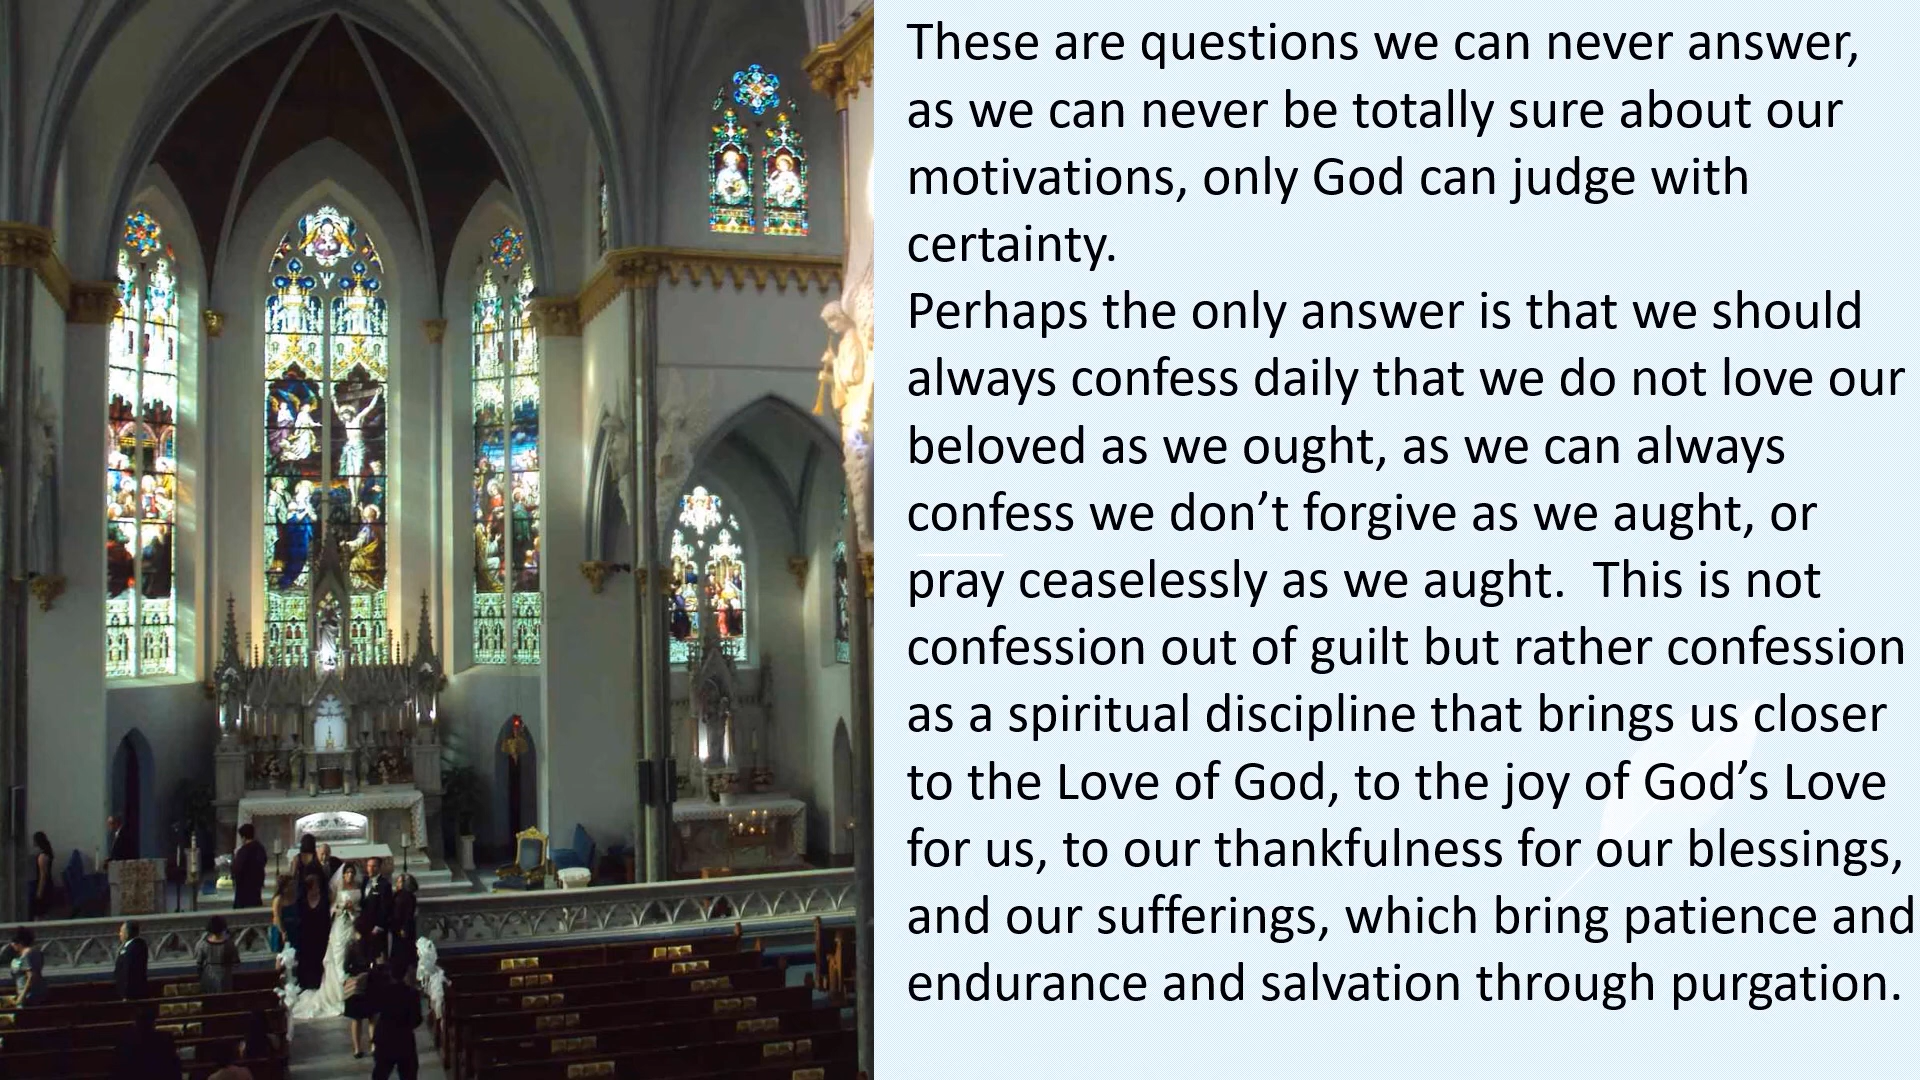 These are questions we can never answer,
as we can never be totally sure about our
motivations, only God can judge with
certainty.
Perhaps the only answer is that we should
always confess daily that we do not love our
beloved as we ought, as we can always
confess we don’t forgive as we aught, or
pray ceaselessly as we aught.  This is not
confession out of guilt but rather confession
as a spiritual discipline that brings us closer
to the Love of God, to the joy of God’s Love
for us, to our thankfulness for our blessings,
and our sufferings, which bring patience and
endurance and salvation through purgation.